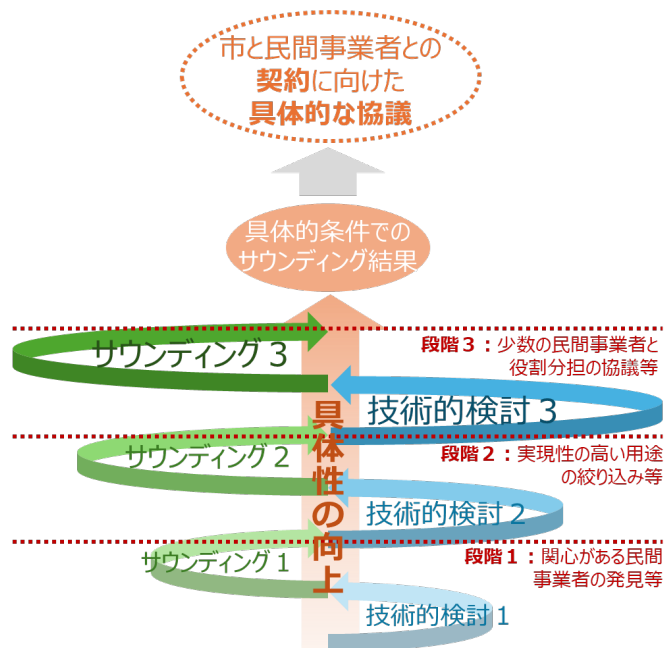 市と民間事業者との
契約に向けた
具体的な協議
具体的条件での
サウンディング結果
サウンディング3
段階3：少数の民間事業者と
役割分担の協議等
技術的検討3
具体性の向上
サウンディング2
段階2：実現性の高い用途
の絞り込み等
技術的検討2
サウンディング1
段階1：関心がある民間
事業者の発見等
技術的検討1